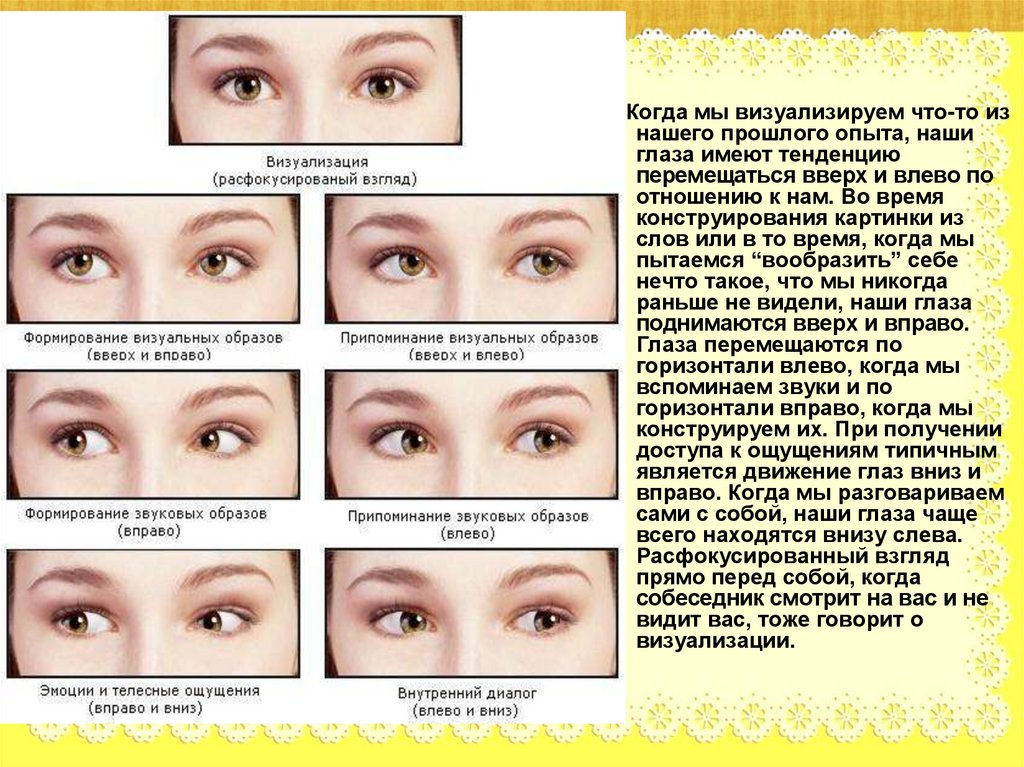 Визуализация
(расфокусированый взгляд)
Формирование визуальных образов
(вверх и вправо)
Припоминание визуальных образов
(вверх и влево)
Формирование звуковых образов
(вправо)
Припоминание звуковых образов
(влево)
Эмоции и телесные ощущения
(вправо и вниз)
Внутренний диалог
(влево и вниз)
Когда мы визуализируем что-то из
нашего прошлого опыта, наши
глаза имеют тенденцию
перемещаться вверх и влево по
отношению к нам. Во время
конструирования картинки из
слов или в то время, когда мы
пытаемся “вообразить” себе
нечто такое, что мы никогда
раньше не видели, наши глаза
поднимаются вверх и вправо.
Глаза перемещаются по
горизонтали влево, когда мы
вспоминаем звуки и по
горизонтали вправо, когда мы
конструируем их. При получении
доступа к ощущениям типичным
является движение глаз вниз и
вправо. Когда мы разговариваем
сами с собой, наши глаза чаще
всего находятся внизу слева.
Расфокусированный взгляд
прямо перед собой, когда
собеседник смотрит на вас и не
видит вас, тоже говорит о
визуализации.